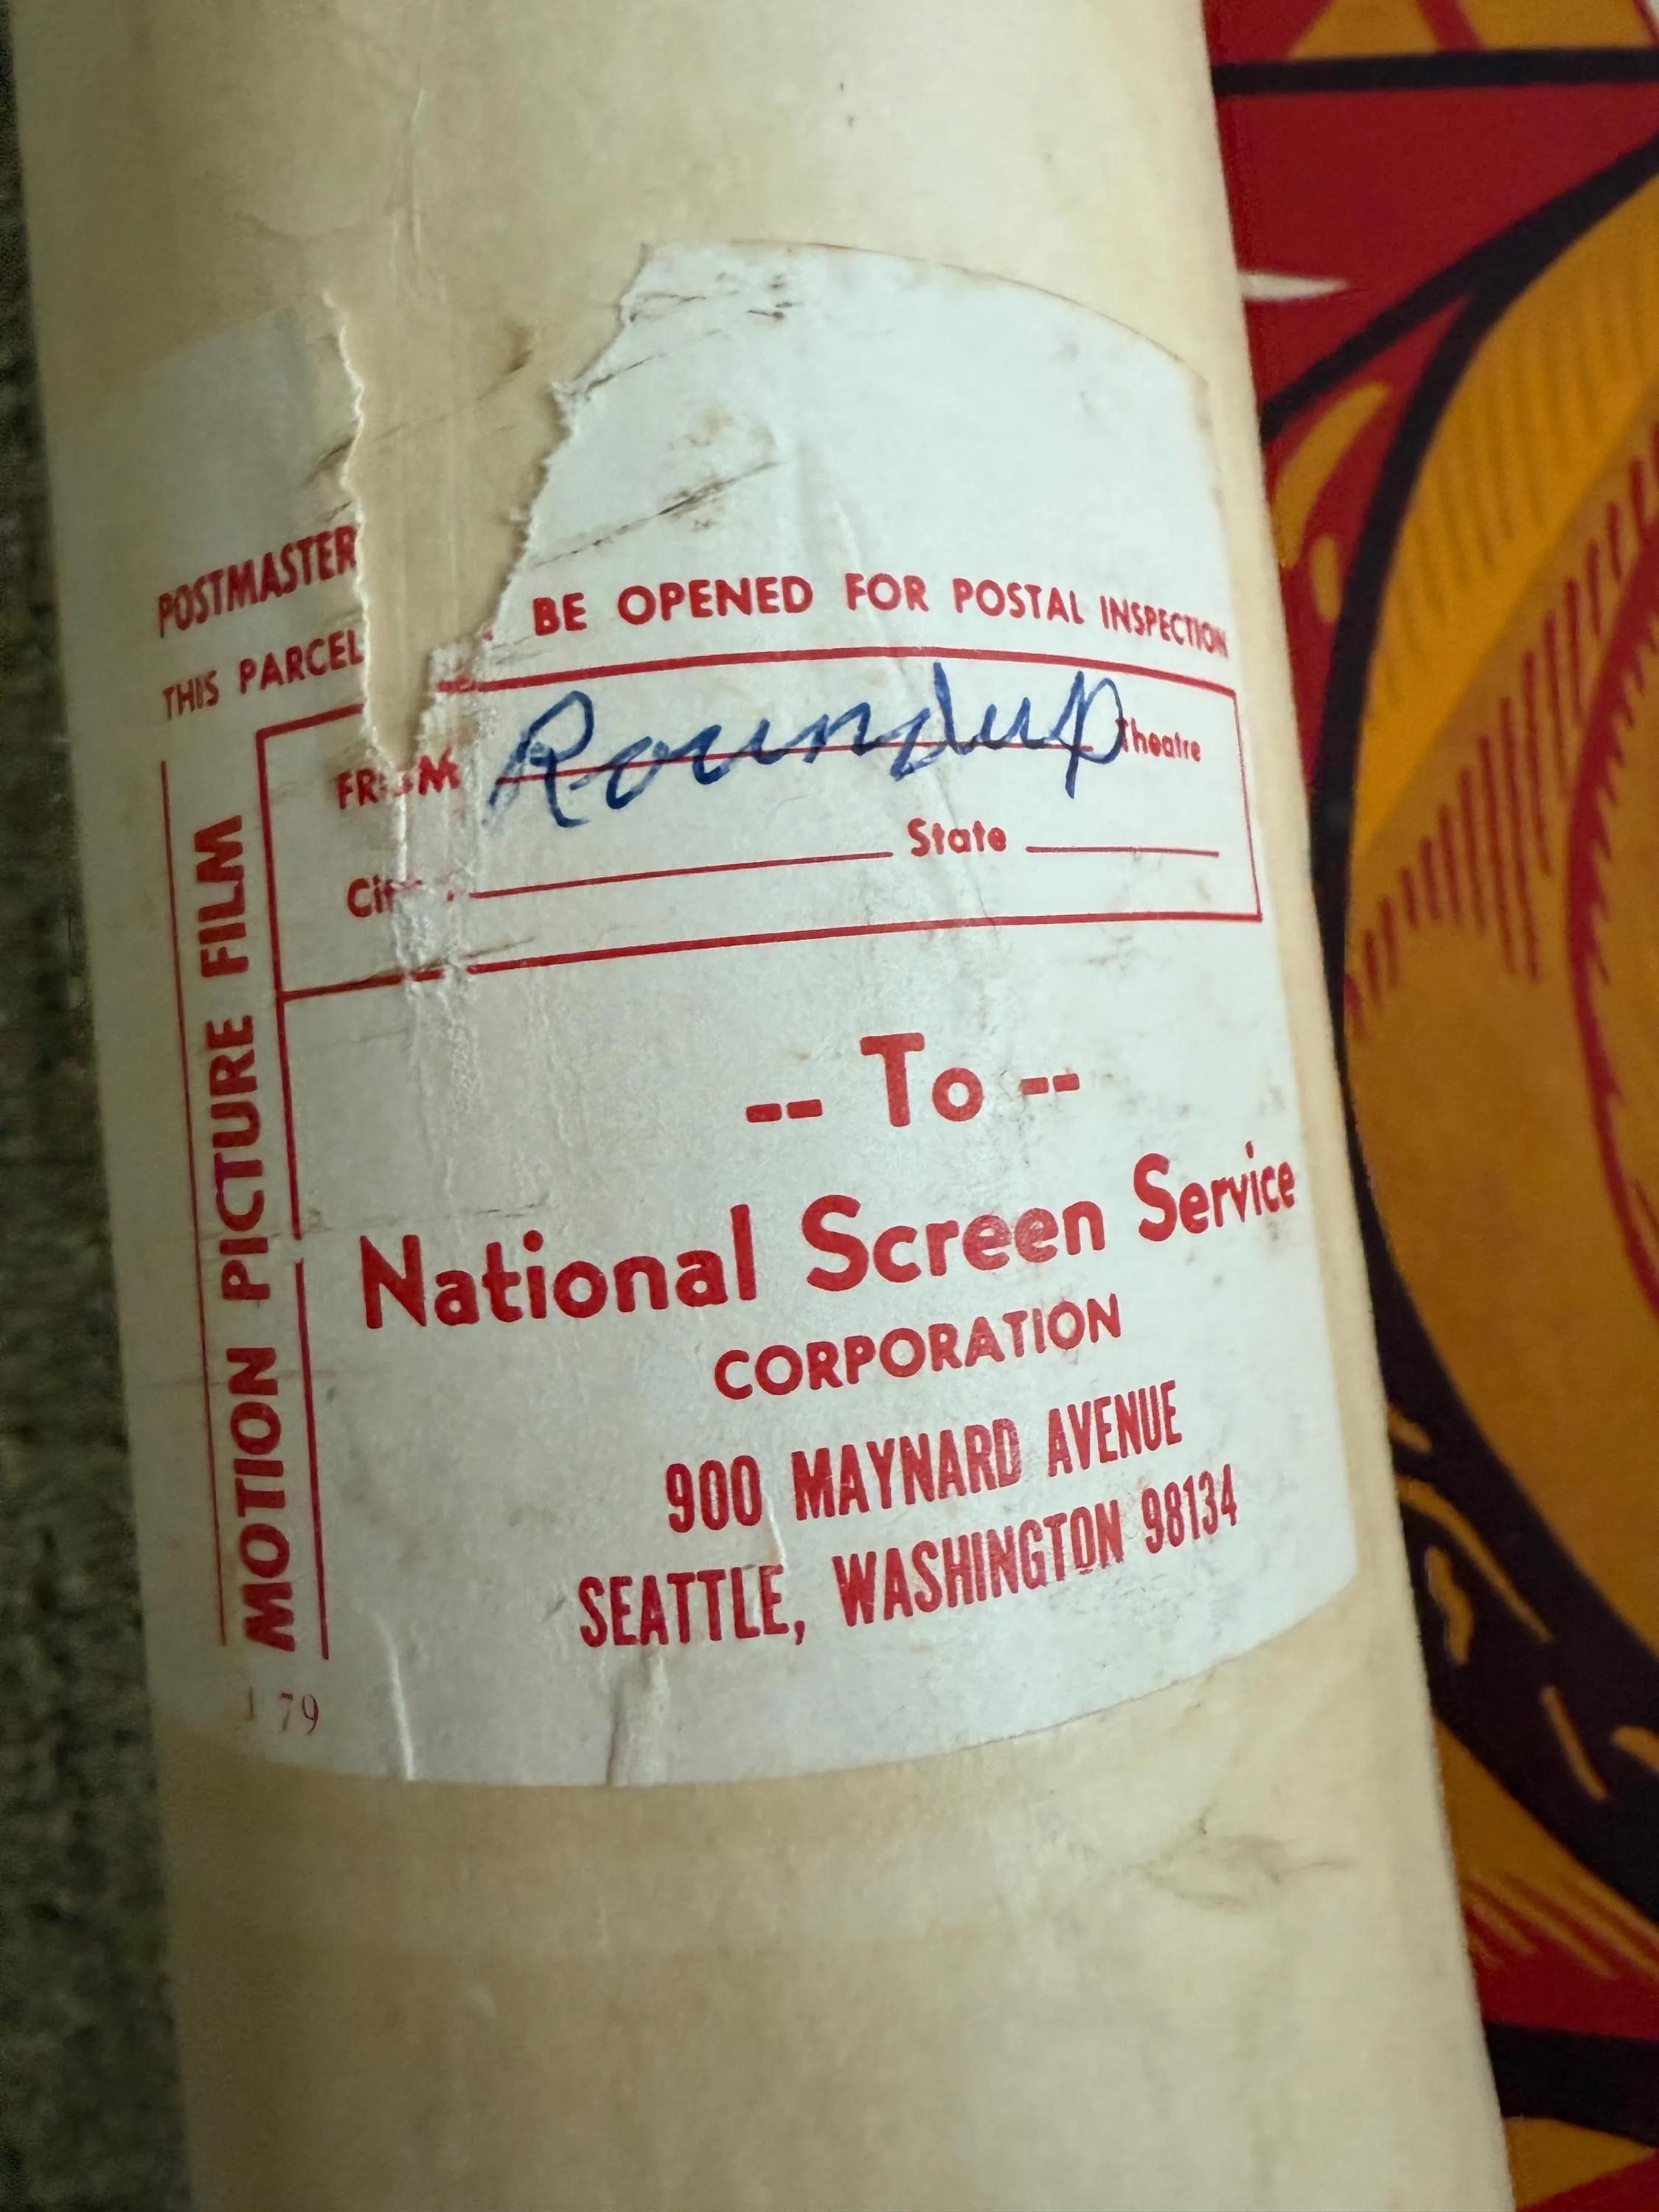 POSTMASTER
THIS PARCEL BE OPENED FOR POSTAL INSPECTION
FROM Roundup Theatre
State
-- To --
National Screen Service
CORPORATION
900 MAYNARD AVENUE
SEATTLE, WASHINGTON 98134
MOTION PICTURE FILM
79